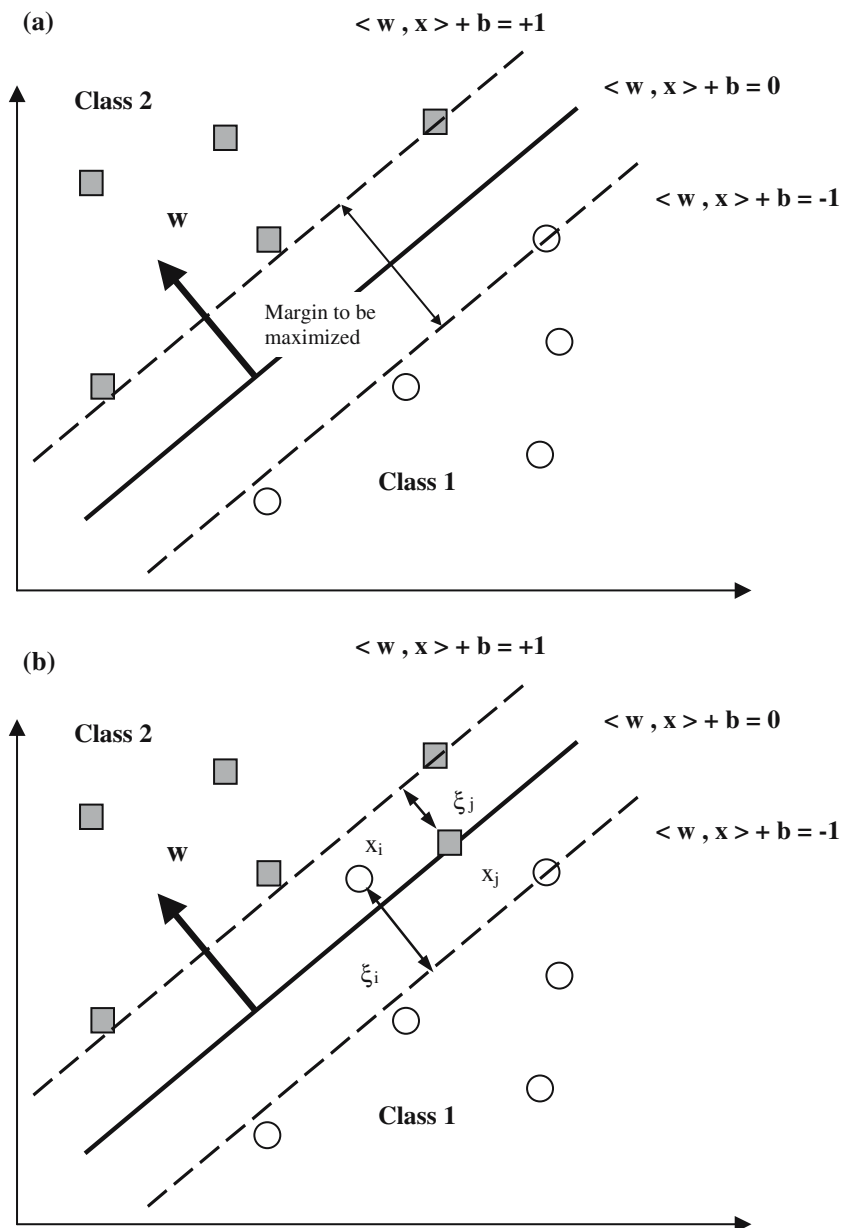 (a)
< w , x > + b = +1
< w , x > + b = 0
Class 2
< w , x > + b = -1
w
Margin to be
maximized
Class 1
(b)
< w , x > + b = +1
< w , x > + b = 0
Class 2
ξj
< w , x > + b = -1
w
xi
xj
ξi
Class 1